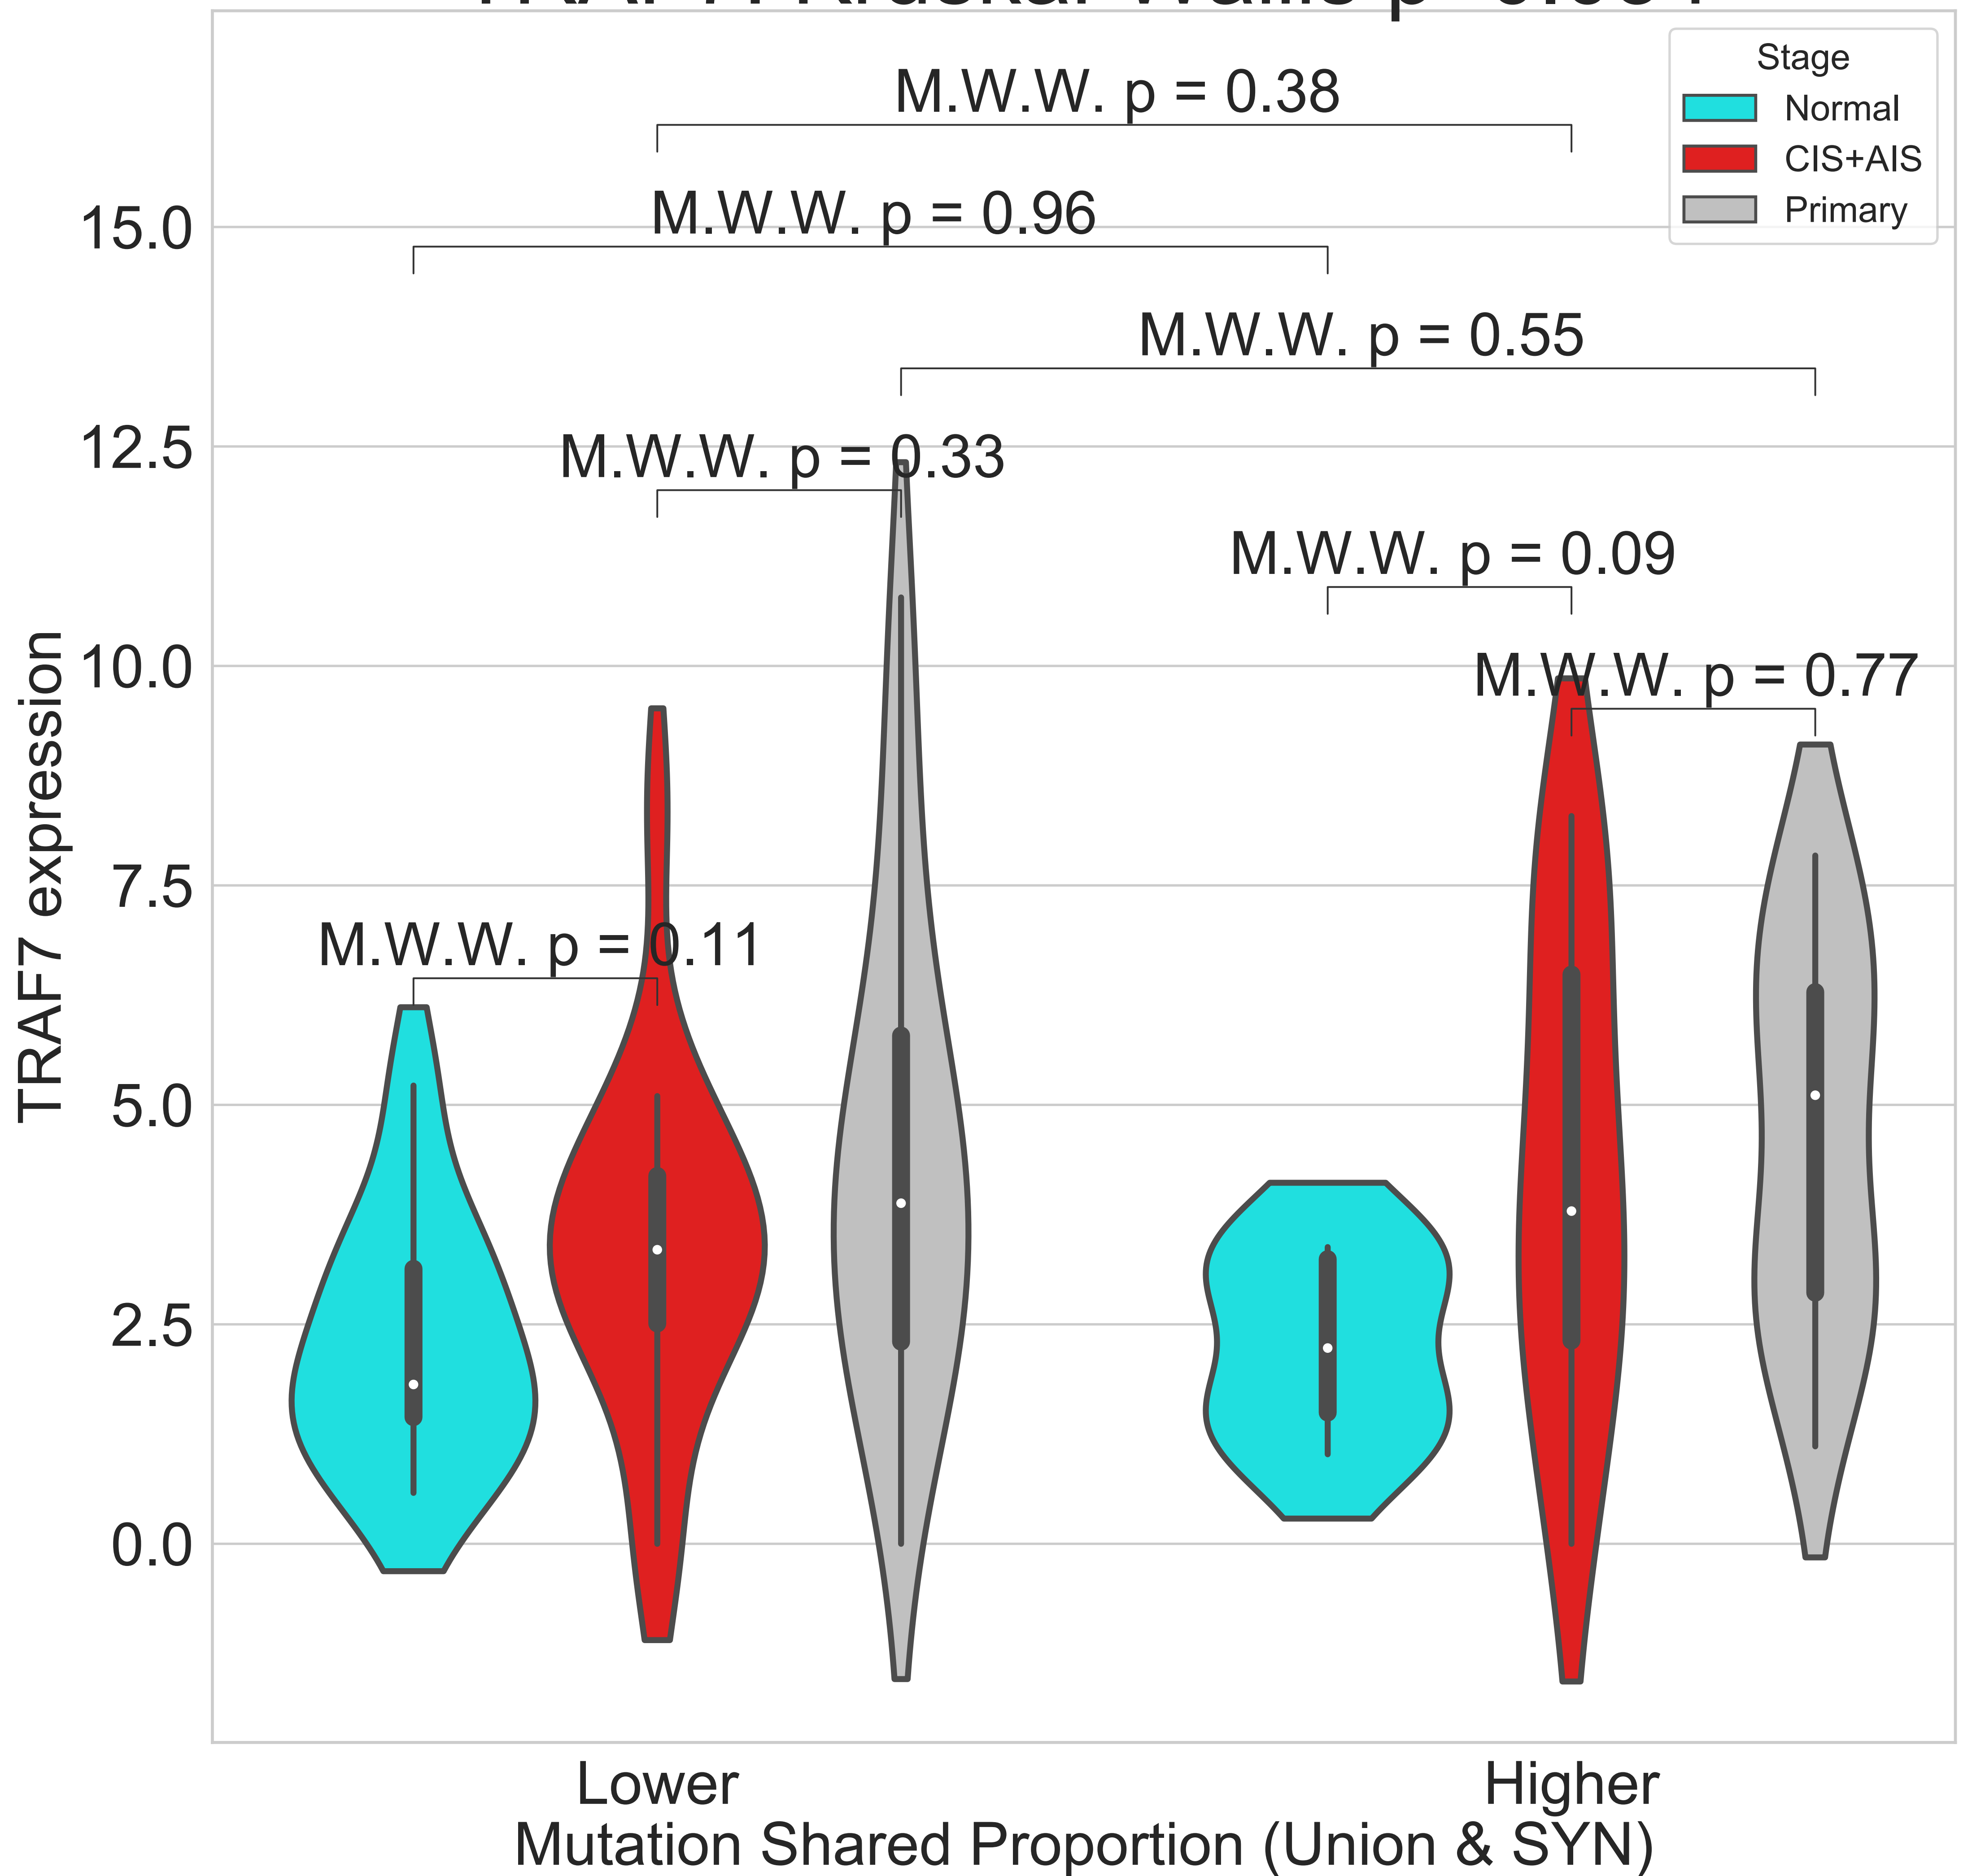 M.W.W. p = 0.38
Stage
Normal
CIS+AIS
Primary
M.W.W. p = 0.96
15.0
M.W.W. p = 0.55
12.5
M.W.W. p = 0.33
M.W.W. p = 0.09
10.0
M.W.W. p = 0.77
TRAF7 expression
7.5
M.W.W. p = 0.11
5.0
2.5
0.0
Lower
Higher
Mutation Shared Proportion (Union & SYN)